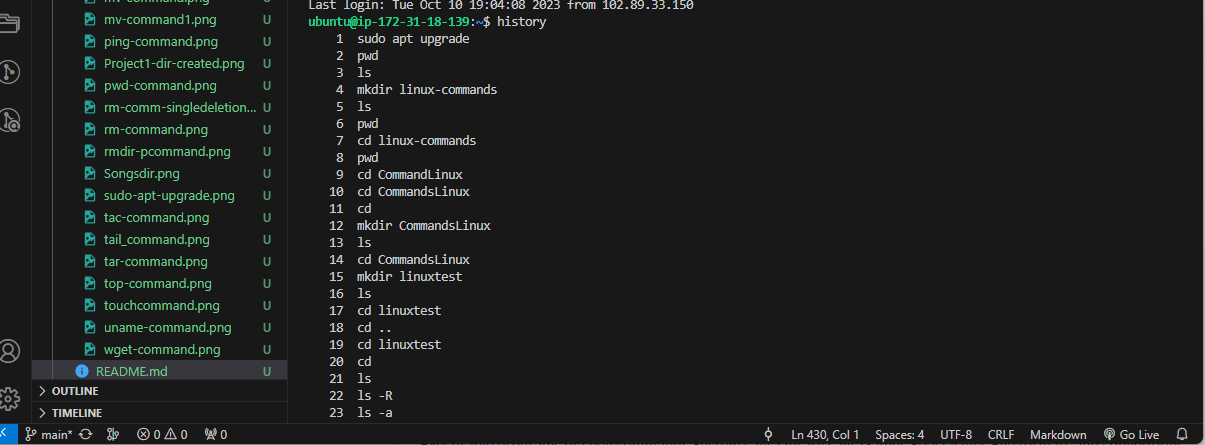 mv-command.png U
mv-command1.png U
ping-command.png U
Project1-dir-created.png U
pwd-command.png U
rm-comm-singledeletion... U
rm-command.png U
rmdir-pcommand.png U
Songsdir.png U
sudo-apt-upgrade.png U
tac-command.png U
tail_command.png U
tar-command.png U
top-command.png U
touchcommand.png U
uname-command.png U
wget-command.png U
README.md U
OUTLINE
TIMELINE
Last login: Tue Oct 10 19:04:08 2023 from 102.89.33.150
ubuntu@ip-172-31-18-139:~$ history
1 sudo apt upgrade
2 pwd
3 ls
4 mkdir linux-commands
5 ls
6 pwd
7 cd linux-commands
8 pwd
9 cd CommandLinux
10 cd CommandsLinux
11 cd
12 mkdir CommandsLinux
13 ls
14 cd CommandsLinux
15 mkdir linuxtest
16 ls
17 cd linuxtest
18 cd ..
19 cd linuxtest
20 cd
21 ls
22 ls -R
23 ls -a
main* 0 0 0 Ln 430, Col 1 Spaces: 4 UTF-8 CRLF Markdown Go Live